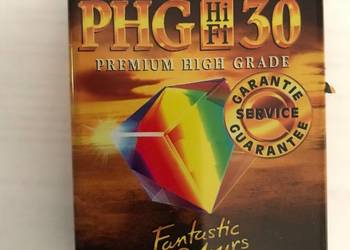 PHG Hi Fi 30
PREMIUM HIGH GRADE
GARANTIE
SERVICE
GUARANTEE
Fantastic